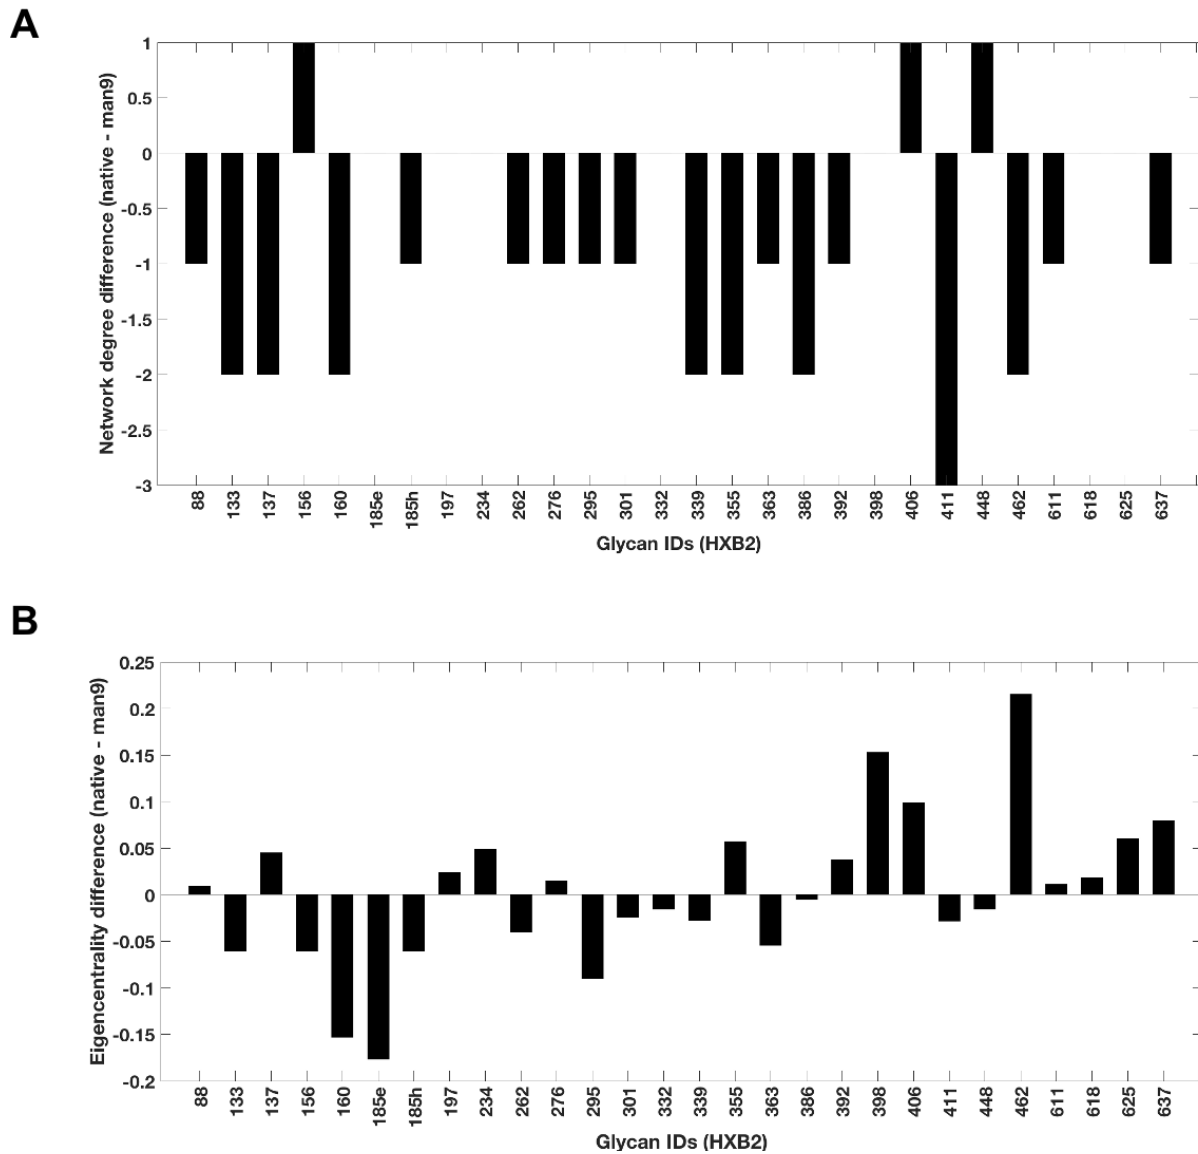 A
Network degree difference (native - man9)
1
0.5
0
-0.5
-1
-1.5
-2
-2.5
-3
88 133 137 156 160 185e 185h 197 234 262 276 295 301 332 339 355 363 386 392 398 406 411 448 462 611 618 625 637
Glycan IDs (HXB2)
B
Eigencentrality difference (native - man9)
0.25
0.2
0.15
0.1
0.05
0
-0.05
-0.1
-0.15
-0.2
88 133 137 156 160 185e 185h 197 234 262 276 295 301 332 339 355 363 386 392 398 406 411 448 462 611 618 625 637
Glycan IDs (HXB2)